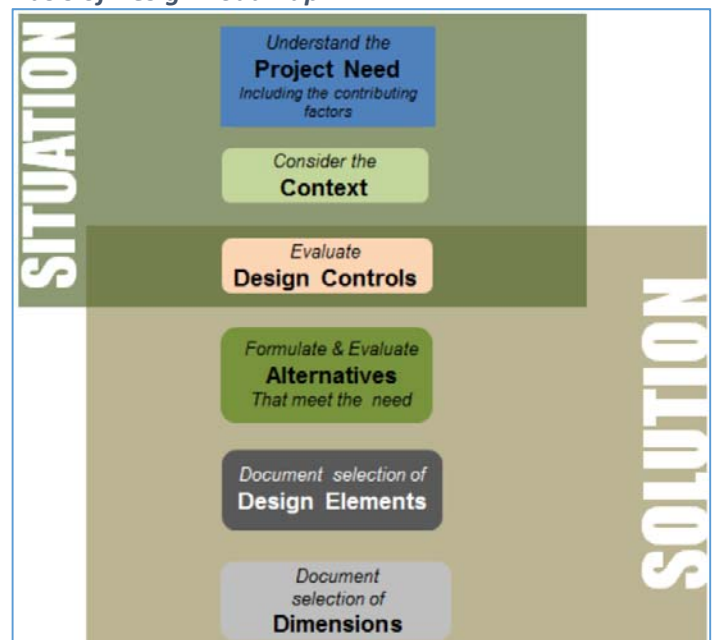 SITUATION
Understand the
Project Need
Including the contributing
factors
Consider the
Context
Evaluate
Design Controls
Formulate & Evaluate
Alternatives
That meet the need
Document selection of
Design Elements
Document
selection of
Dimensions
SOLUTION